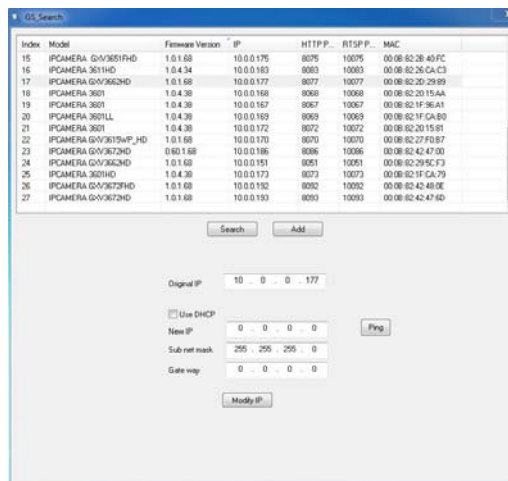 GS_Search
Index Model Firmware Version IP HTTP P... RTSP P... MAC
15 IPCAMERA GXV3651FHD 1.0.1.68 10.0.0.175 8075 10075 00:0B:82:2B:40:FC
16 IPCAMERA 3611HD 1.0.4.34 10.0.0.183 8083 10083 00:0B:82:26:CA:C3
17 IPCAMERA GXV3662HD 1.0.1.68 10.0.0.177 8077 10077 00:0B:82:2D:29:89
18 IPCAMERA 3601 1.0.4.38 10.0.0.168 8068 10068 00:0B:82:20:15:AA
19 IPCAMERA 3601 1.0.4.38 10.0.0.167 8067 10067 00:0B:82:1F:96:A1
20 IPCAMERA 3601LL 1.0.4.38 10.0.0.169 8069 10069 00:0B:82:1F:CA:B0
21 IPCAMERA 3601 1.0.4.38 10.0.0.172 8072 10072 00:0B:82:20:15:81
22 IPCAMERA GXV3615WP_HD 1.0.1.68 10.0.0.170 8070 10070 00:0B:82:27:F0:B7
23 IPCAMERA GXV3672HD 0.60.1.68 10.0.0.186 8086 10086 00:0B:82:42:47:00
24 IPCAMERA GXV3662HD 1.0.1.68 10.0.0.151 8051 10051 00:0B:82:29:5C:F3
25 IPCAMERA 3601HD 1.0.4.38 10.0.0.173 8073 10073 00:0B:82:1F:CA:79
26 IPCAMERA GXV3672FHD 1.0.1.68 10.0.0.192 8092 10092 00:0B:82:42:48:0E
27 IPCAMERA GXV3672HD 1.0.1.68 10.0.0.193 8093 10093 00:0B:82:42:47:6D
Search Add
Original IP 10 . 0 . 0 . 177
Use DHCP
New IP 0 . 0 . 0 . 0 Ping
Sub net mask 255 . 255 . 255 . 0
Gate way 0 . 0 . 0 . 0
Modify IP